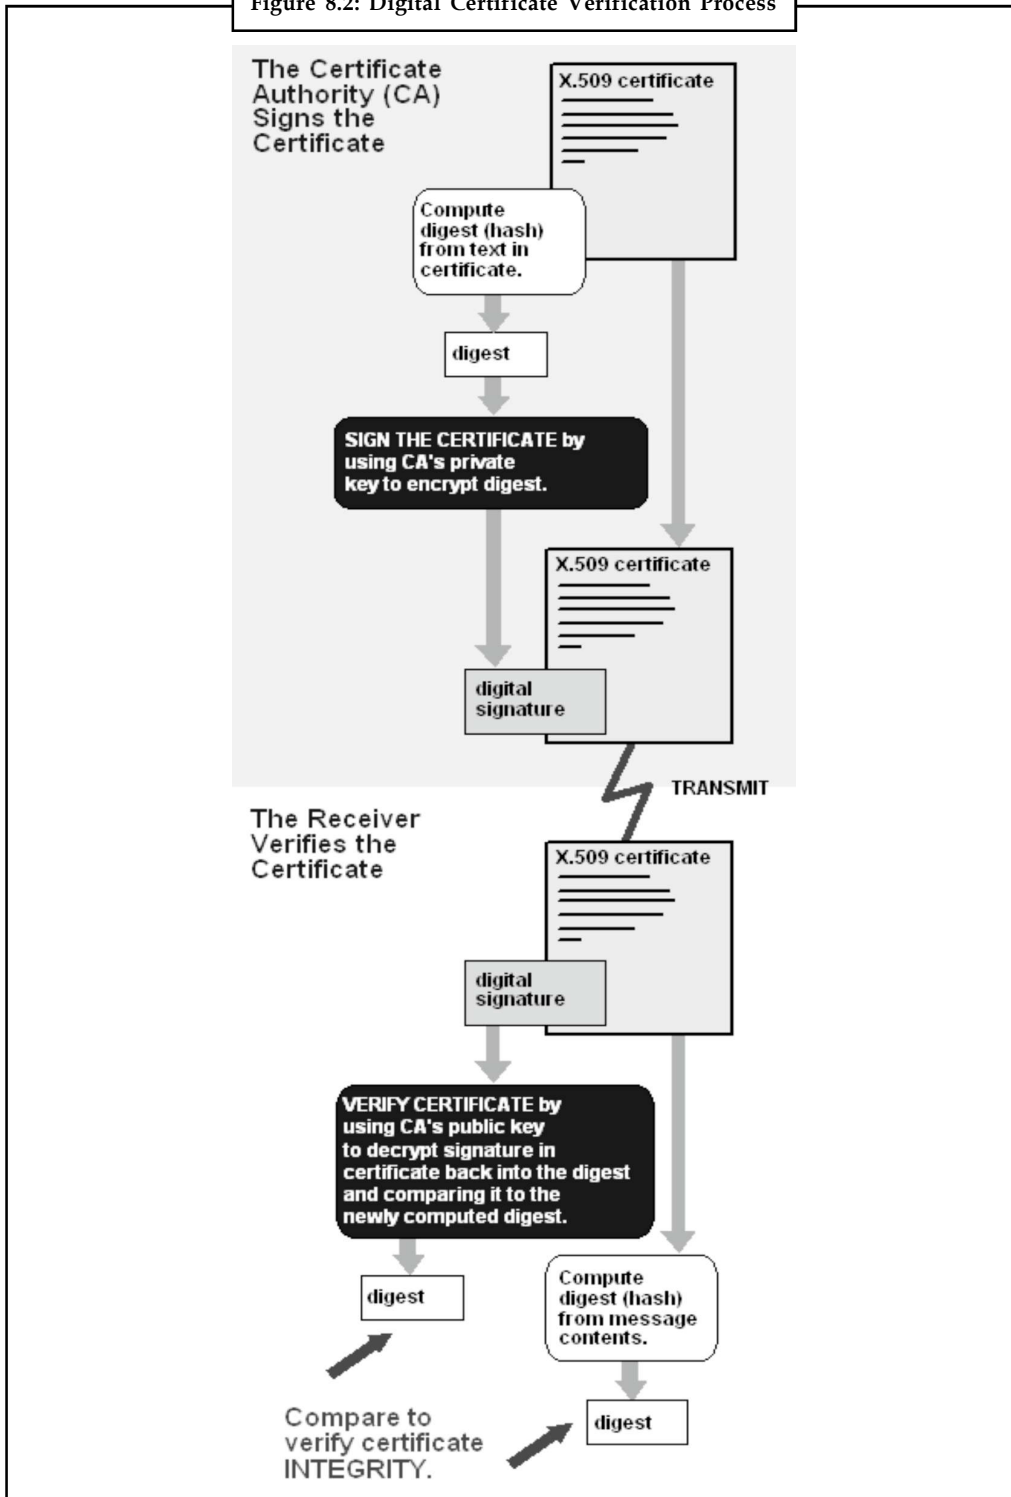 Figure 8.2: Digital Certificate Verification Process
The Certificate
Authority (CA)
Signs the
Certificate
X.509 certificate
Compute
digest (hash)
from text in
certificate.
digest
SIGN THE CERTIFICATE by
using CA's private
key to encrypt digest.
X.509 certificate
digital
signature
TRANSMIT
The Receiver
Verifies the
Certificate
X.509 certificate
digital
signature
VERIFY CERTIFICATE by
using CA's public key
to decrypt signature in
certificate back into the digest
and comparing it to the
newly computed digest.
digest
Compute
digest (hash)
from message
contents.
digest
Compare to
verify certificate
INTEGRITY.